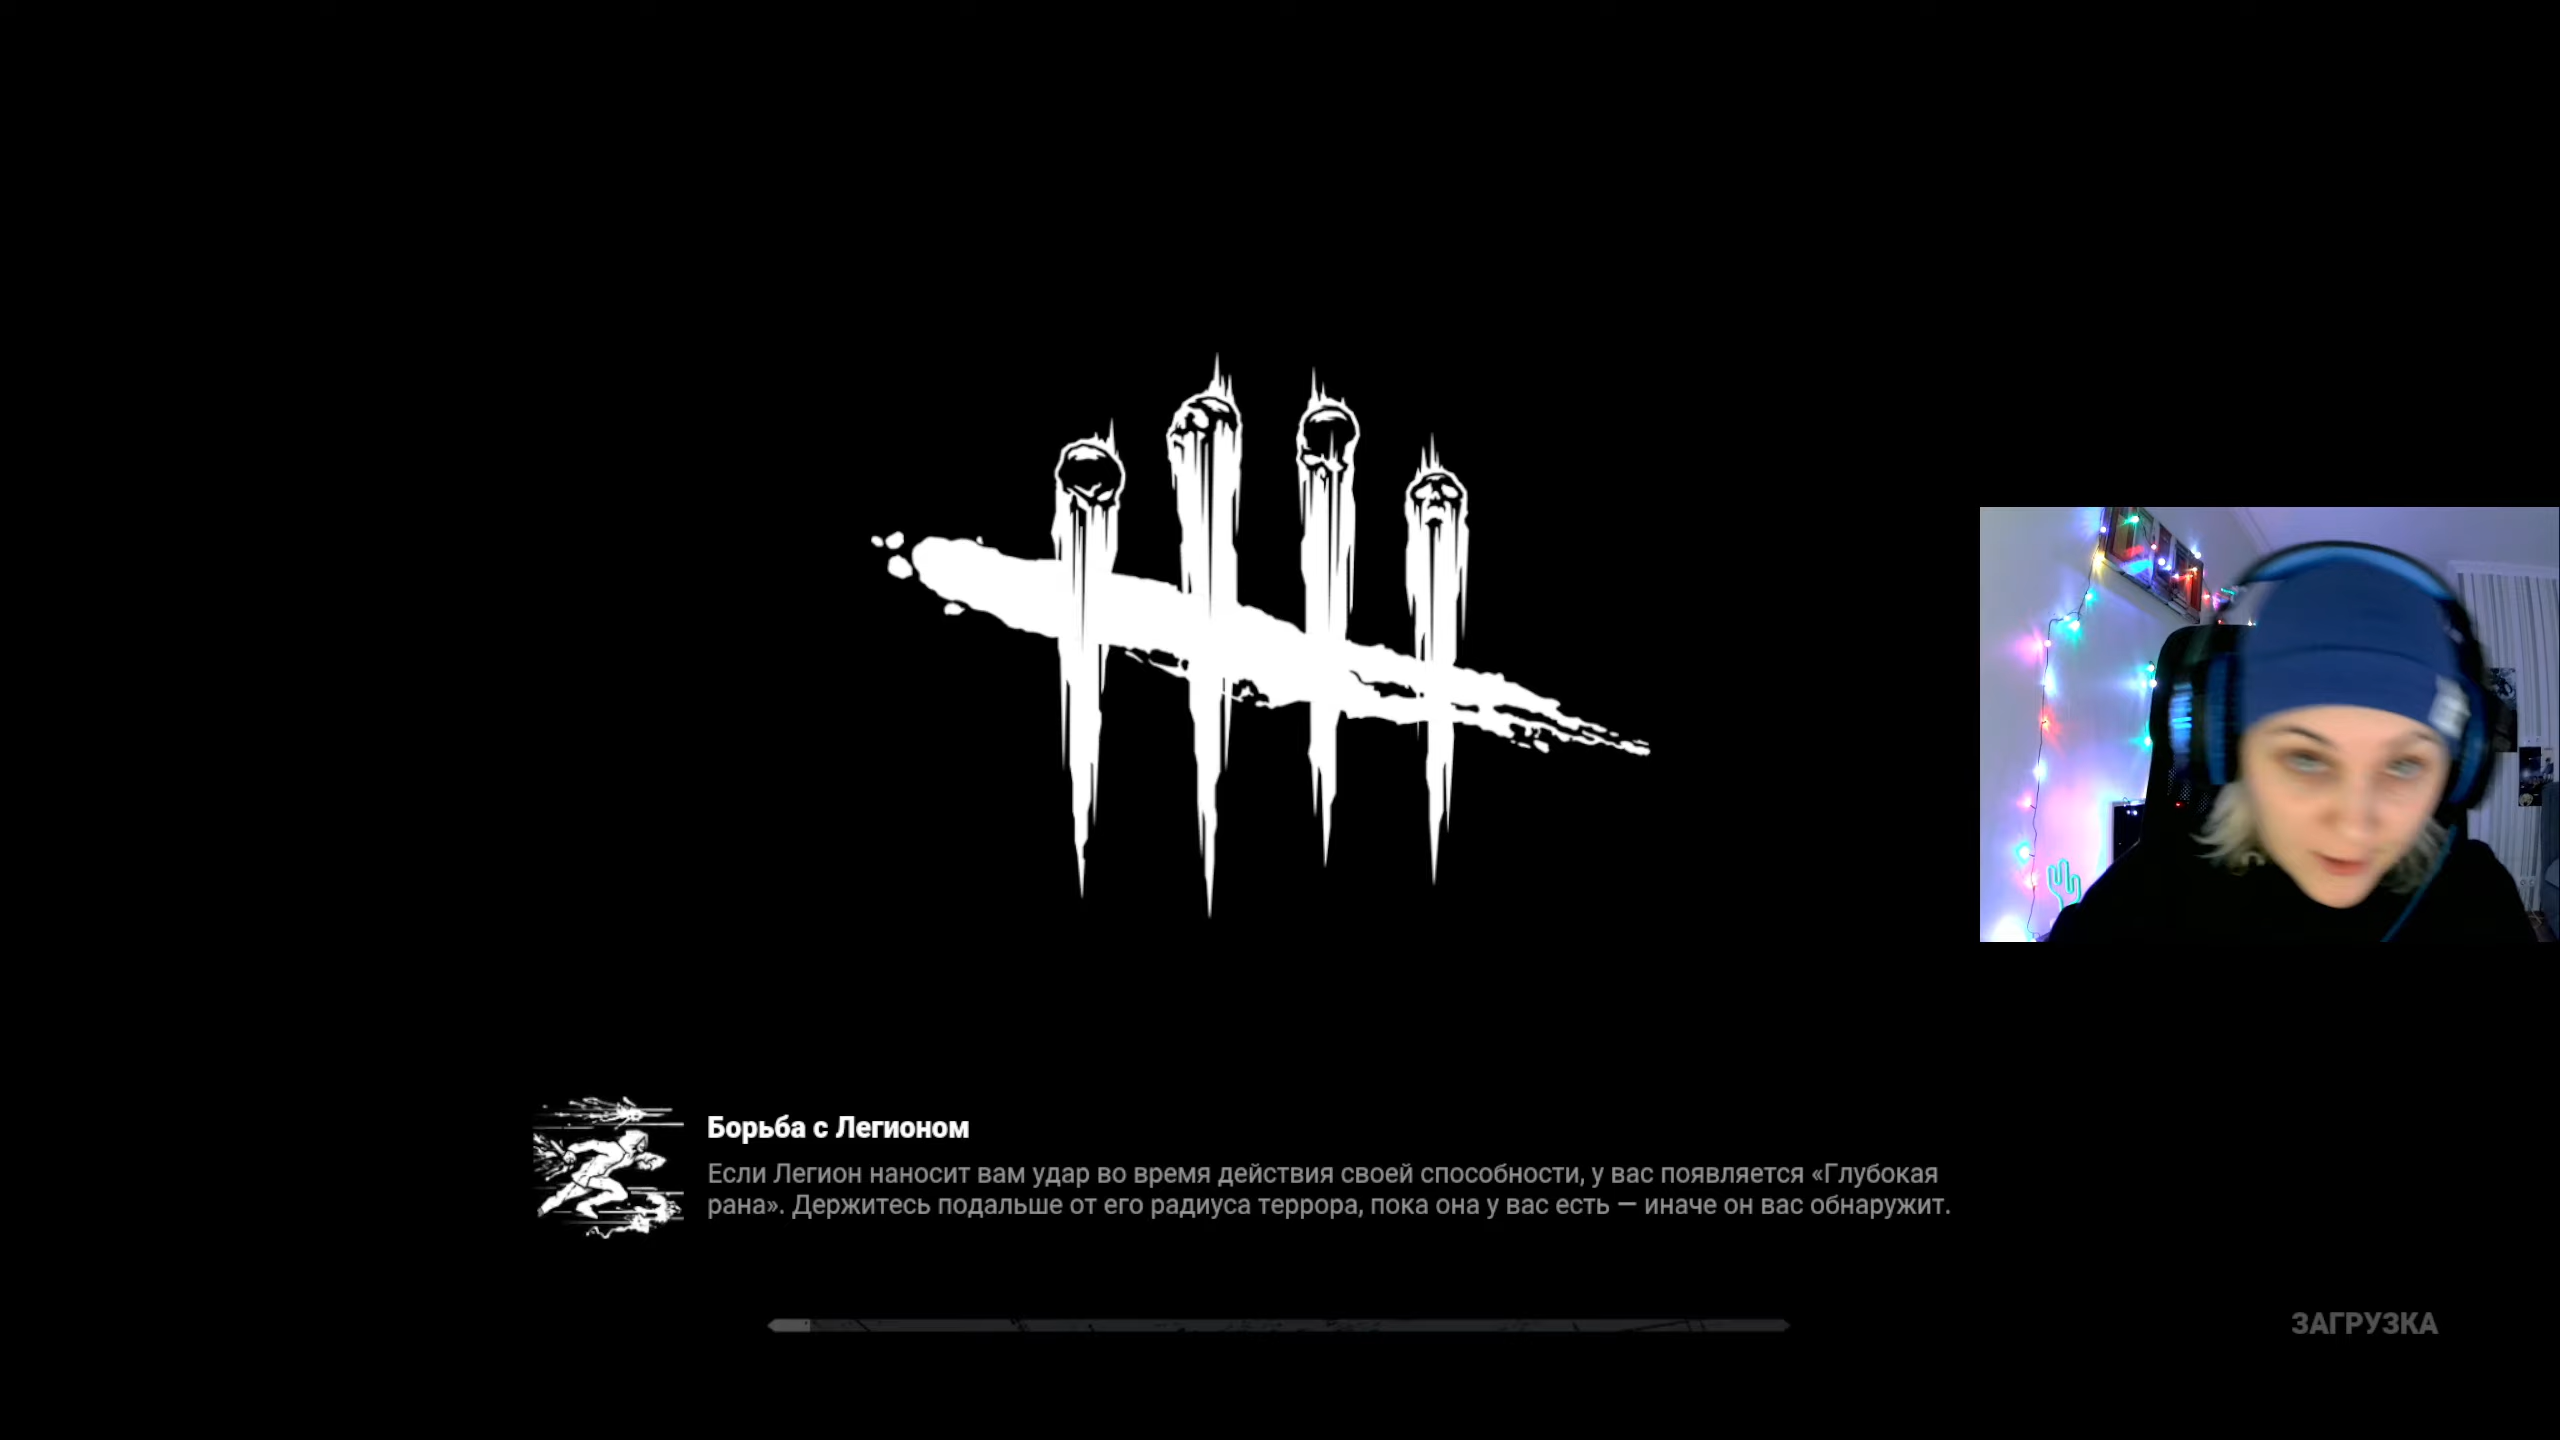 Борьба с Легионом
Если Легион наносит вам удар во время действия своей способности, у вас появляется «Глубокая
рана». Держитесь подальше от его радиуса террора, пока она у вас есть — иначе он вас обнаружит.
ЗАГРУЗКА